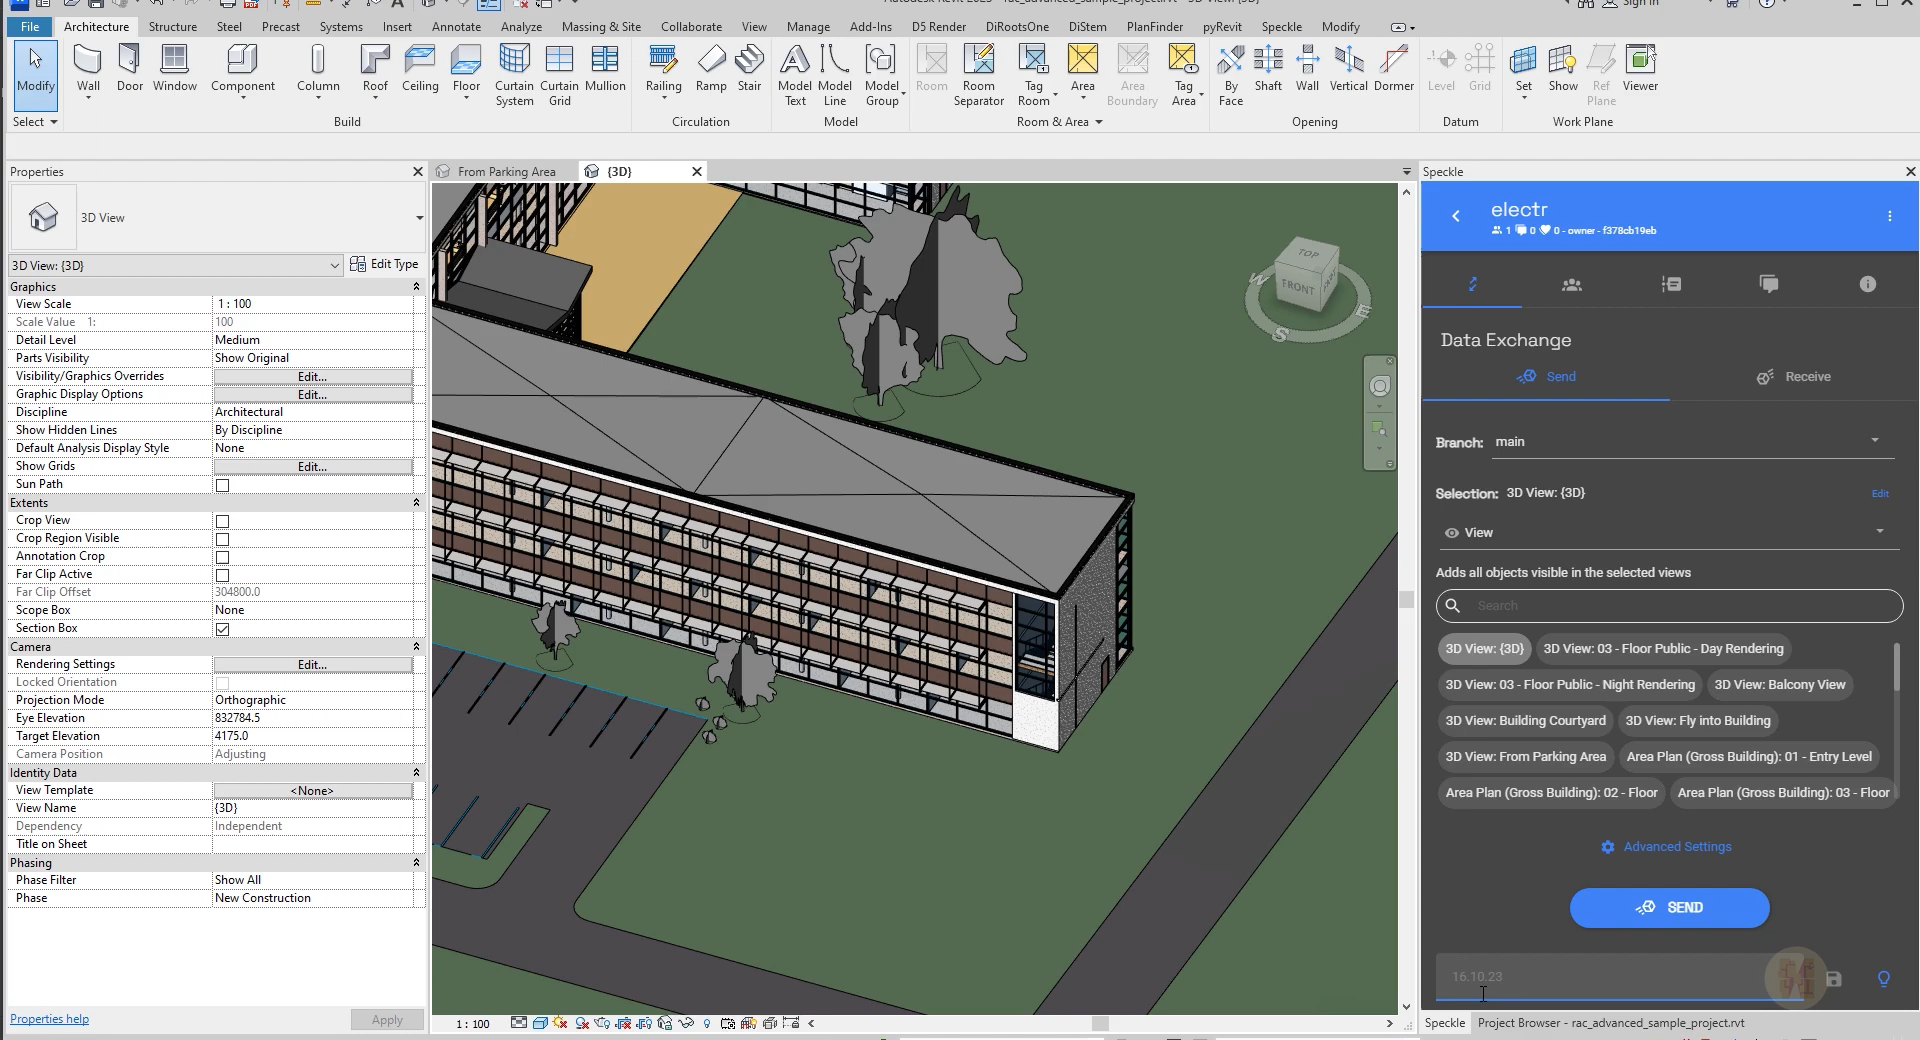 File Architecture Structure Steel Precast Systems Insert Annotate Analyze Massing & Site Collaborate View Manage Add-Ins D5 Render DiRootsOne DiStem PlanFinder pyRevit Speckle Modify
Modify Wall Door Window Component Column Roof Ceiling Floor Curtain System Curtain Grid Mullion Railing Ramp Stair Model Text Model Line Model Group Room Room Separator Tag Room Area Area Boundary Tag Area By Face Shaft Wall Vertical Dormer Level Grid Set Show Ref Plane Viewer
Select Build Circulation Model Room & Area Opening Datum Work Plane
Properties
3D View
3D View: {3D} Edit Type
Graphics
View Scale 1 : 100
Scale Value 1: 100
Detail Level Medium
Parts Visibility Show Original
Visibility/Graphics Overrides Edit...
Graphic Display Options Edit...
Discipline Architectural
Show Hidden Lines By Discipline
Default Analysis Display Style None
Show Grids Edit...
Sun Path
Extents
Crop View
Crop Region Visible
Annotation Crop
Far Clip Active
Far Clip Offset 304800.0
Scope Box None
Section Box
Camera
Rendering Settings Edit...
Locked Orientation
Projection Mode Orthographic
Eye Elevation 832784.5
Target Elevation 4175.0
Camera Position Adjusting
Identity Data
View Template <None>
View Name {3D}
Dependency Independent
Title on Sheet
Phasing
Phase Filter Show All
Phase New Construction
Properties help Apply
From Parking Area {3D}
TOP
FRONT
W
E
S
1 : 100
Speckle
electr
1 0 0 - owner - f378cb19eb
Data Exchange
Send Receive
Branch: main
Selection: 3D View: {3D} Edit
View
Adds all objects visible in the selected views
Search
3D View: {3D} 3D View: 03 - Floor Public - Day Rendering
3D View: 03 - Floor Public - Night Rendering 3D View: Balcony View
3D View: Building Courtyard 3D View: Fly into Building
3D View: From Parking Area Area Plan (Gross Building): 01 - Entry Level
Area Plan (Gross Building): 02 - Floor Area Plan (Gross Building): 03 - Floor
Advanced Settings
SEND
16.10.23
Speckle Project Browser - rac_advanced_sample_project.rvt